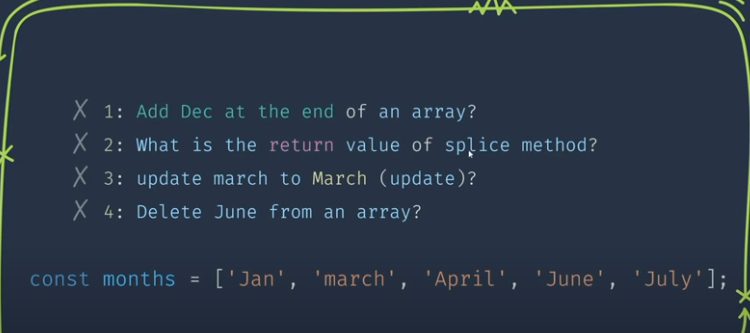 X 1: Add Dec at the end of an array?
X 2: What is the return value of splice method?
X 3: update march to March (update)?
X 4: Delete June from an array?
const months = ['Jan', 'march', 'April', 'June', 'July'];